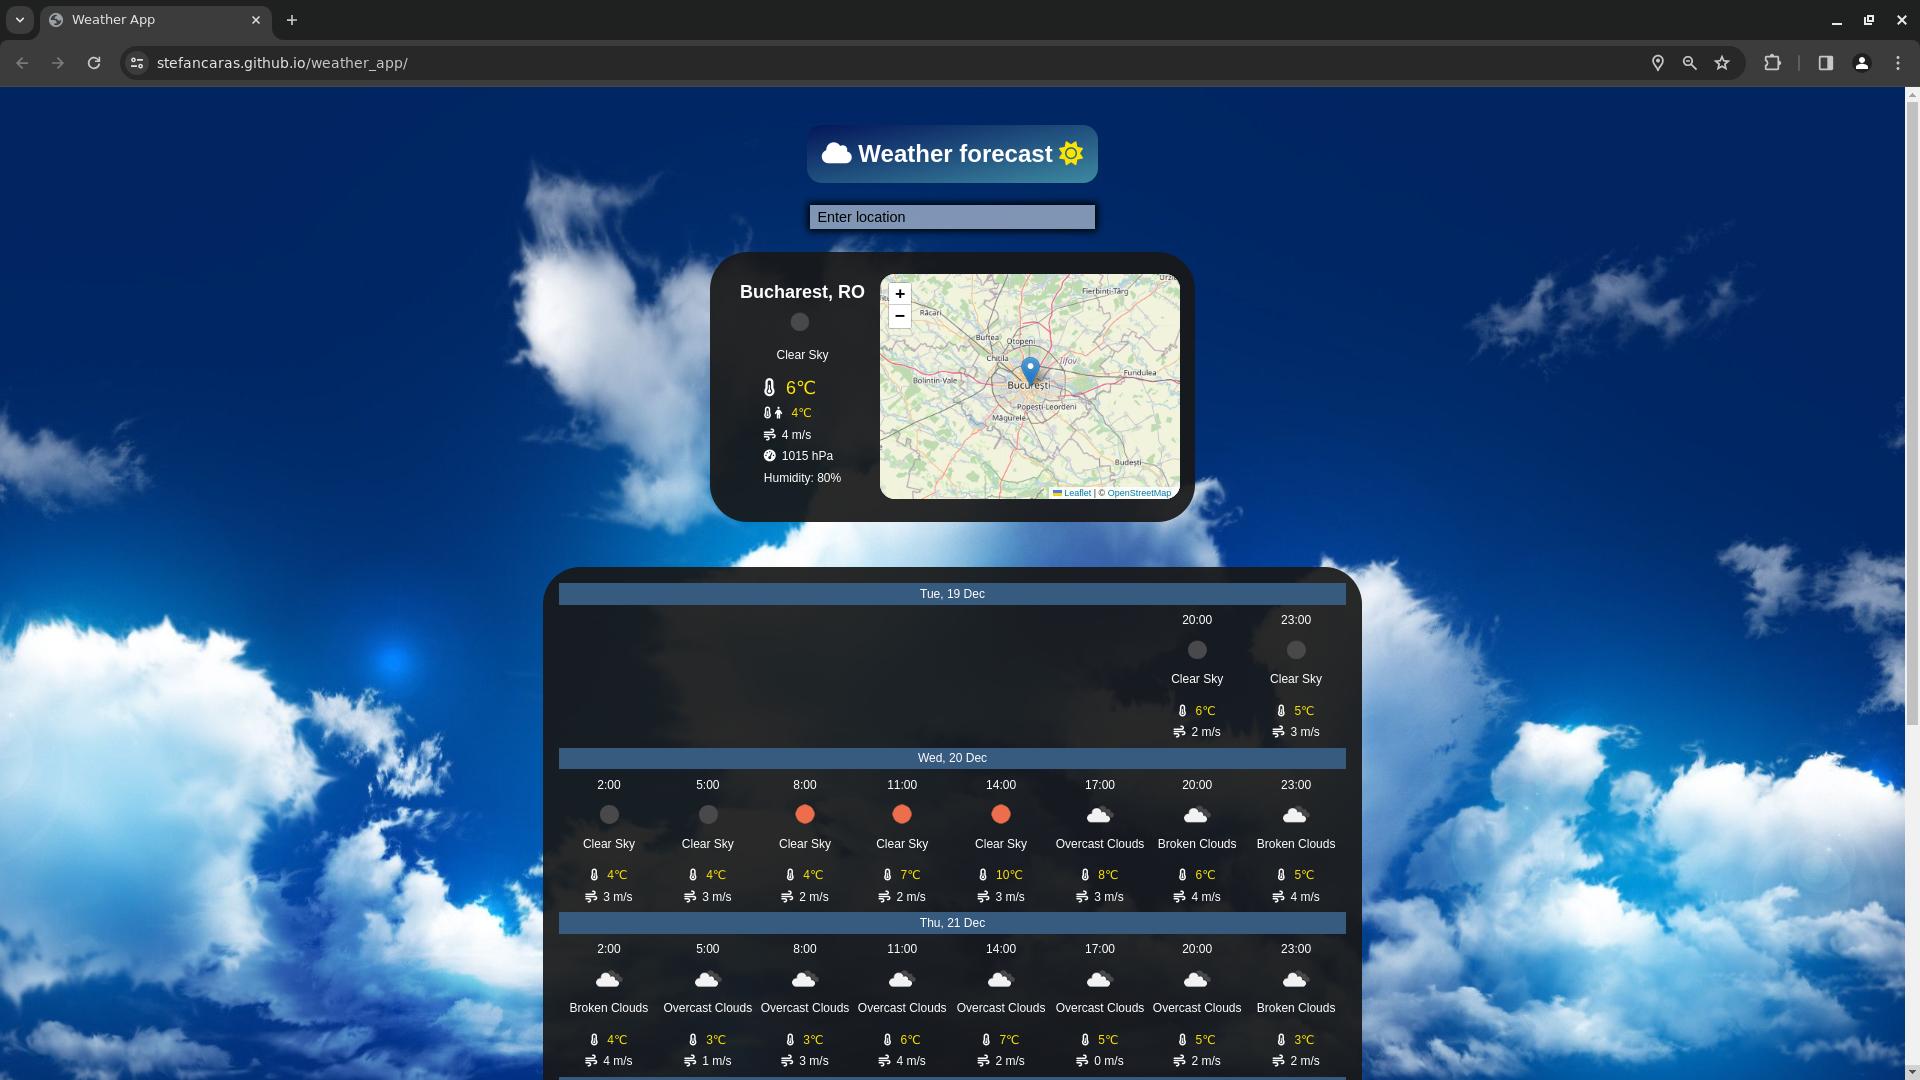 Weather App
stefancaras.github.io/weather_app/
Weather forecast
Enter location
Bucharest, RO
Clear Sky
6℃
4℃
4 m/s
1015 hPa
Humidity: 80%
+
−
Fierbinți-Târg
Răcari
Buftea
Otopeni
Chitila
Ilfov
Bolintin-Vale
Fundulea
București
Popești-Leordeni
Măgurele
Budești
Leaflet | © OpenStreetMap
Tue, 19 Dec
20:00 23:00
Clear Sky Clear Sky
6℃ 5℃
2 m/s 3 m/s
Wed, 20 Dec
2:00 5:00 8:00 11:00 14:00 17:00 20:00 23:00
Clear Sky Clear Sky Clear Sky Clear Sky Clear Sky Overcast Clouds Broken Clouds Broken Clouds
4℃ 4℃ 4℃ 7℃ 10℃ 8℃ 6℃ 5℃
3 m/s 3 m/s 2 m/s 2 m/s 3 m/s 3 m/s 4 m/s 4 m/s
Thu, 21 Dec
2:00 5:00 8:00 11:00 14:00 17:00 20:00 23:00
Broken Clouds Overcast Clouds Overcast Clouds Overcast Clouds Overcast Clouds Overcast Clouds Overcast Clouds Broken Clouds
4℃ 3℃ 3℃ 6℃ 7℃ 5℃ 5℃ 3℃
4 m/s 1 m/s 3 m/s 4 m/s 2 m/s 0 m/s 2 m/s 2 m/s